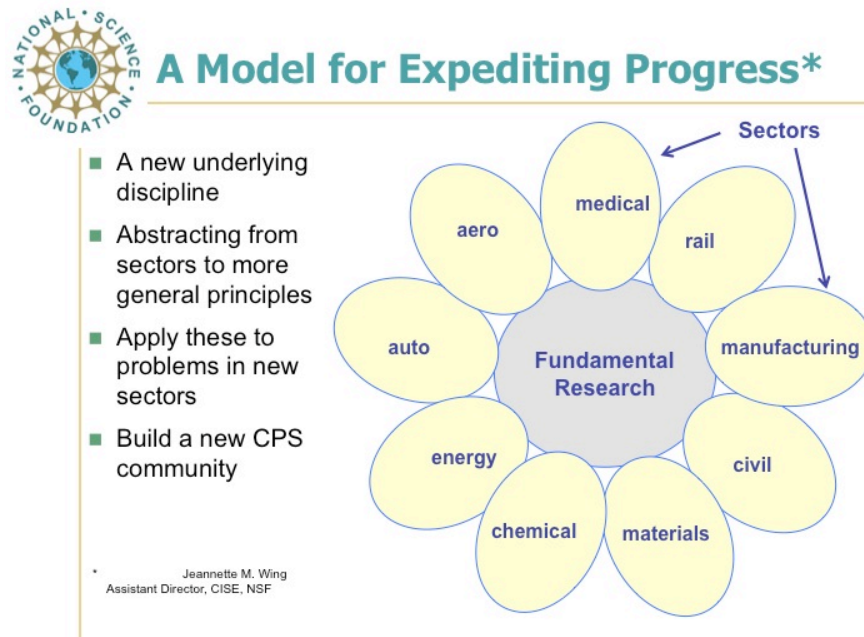 NATIONAL • SCIENCE • FOUNDATION •
A Model for Expediting Progress*
A new underlying
discipline
Abstracting from
sectors to more
general principles
Apply these to
problems in new
sectors
Build a new CPS
community
Sectors
medical
rail
aero
manufacturing
auto
Fundamental
Research
energy
civil
chemical
materials
* Jeannette M. Wing
Assistant Director, CISE, NSF